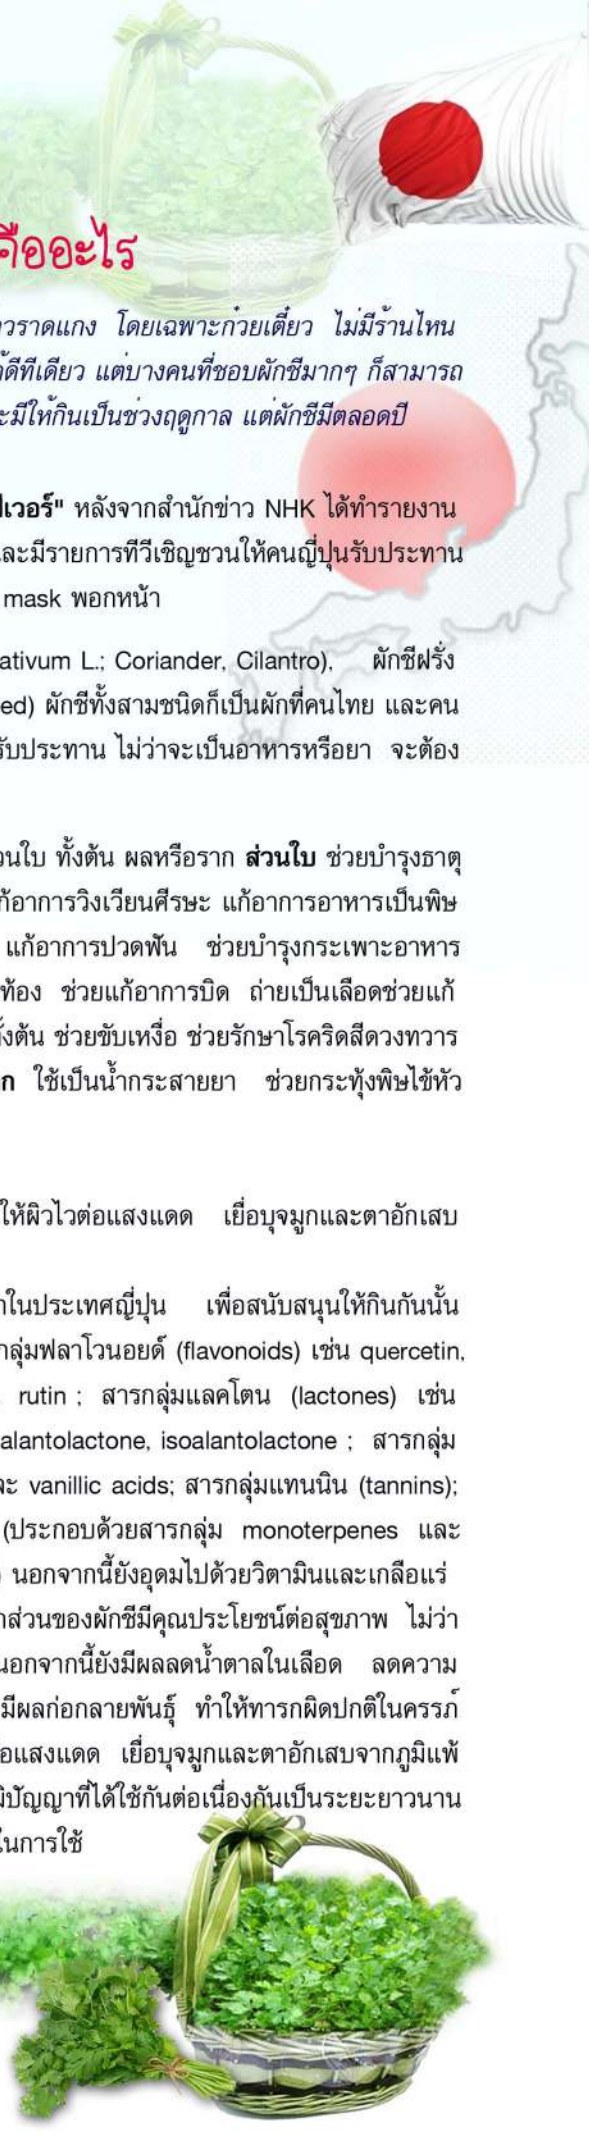 คืออะไร
วราดแกง โดยเฉพาะก๋วยเตี๋ยว ไม่มีร้านไหน
ดีทีเดียว แต่บางคนที่ชอบผักชีมากๆ ก็สามารถ
ะมีให้กินเป็นช่วงฤดูกาล แต่ผักชีมีตลอดปี
เวอร์" หลังจากสำนักข่าว NHK ได้ทำรายงาน
และมีรายการทีวีเชิญชวนให้คนญี่ปุ่นรับประทาน
mask พอกหน้า
ativum L.; Coriander, Cilantro), ผักชีฝรั่ง
ed) ผักชีทั้งสามชนิดก็เป็นผักที่คนไทย และคน
รับประทาน ไม่ว่าจะเป็นอาหารหรือยา จะต้อง
วนใบ ทั้งต้น ผลหรือราก ส่วนใบ ช่วยบำรุงธาตุ
ก้อาการวิงเวียนศีรษะ แก้อาการอาหารเป็นพิษ
แก้อาการปวดฟัน ช่วยบำรุงกระเพาะอาหาร
ท้อง ช่วยแก้อาการบิด ถ่ายเป็นเลือดช่วยแก้
ั้งต้น ช่วยขับเหงื่อ ช่วยรักษาโรคริดสีดวงทวาร
ก ใช้เป็นน้ำกระสายยา ช่วยกระทุ้งพิษไข้หัว
ให้ผิวไวต่อแสงแดด เยื่อบุจมูกและตาอักเสบ
าในประเทศญี่ปุ่น เพื่อสนับสนุนให้กินกันนั้น
กลุ่มฟลาโวนอยด์ (flavonoids) เช่น quercetin,
rutin ; สารกลุ่มแลคโตน (lactones) เช่น
alantolactone, isoalantolactone ; สารกลุ่ม
ละ vanillic acids; สารกลุ่มแทนนิน (tannins);
(ประกอบด้วยสารกลุ่ม monoterpenes และ
) นอกจากนี้ยังอุดมไปด้วยวิตามินและเกลือแร่
กส่วนของผักชีมีคุณประโยชน์ต่อสุขภาพ ไม่ว่า
นอกจากนี้ยังมีผลลดน้ำตาลในเลือด ลดความ
มีผลก่อกลายพันธุ์ ทำให้ทารกผิดปกติในครรภ์
อแสงแดด เยื่อบุจมูกและตาอักเสบจากภูมิแพ้
มิปัญญาที่ได้ใช้กันต่อเนื่องกันเป็นระยะยาวนาน
ในการใช้